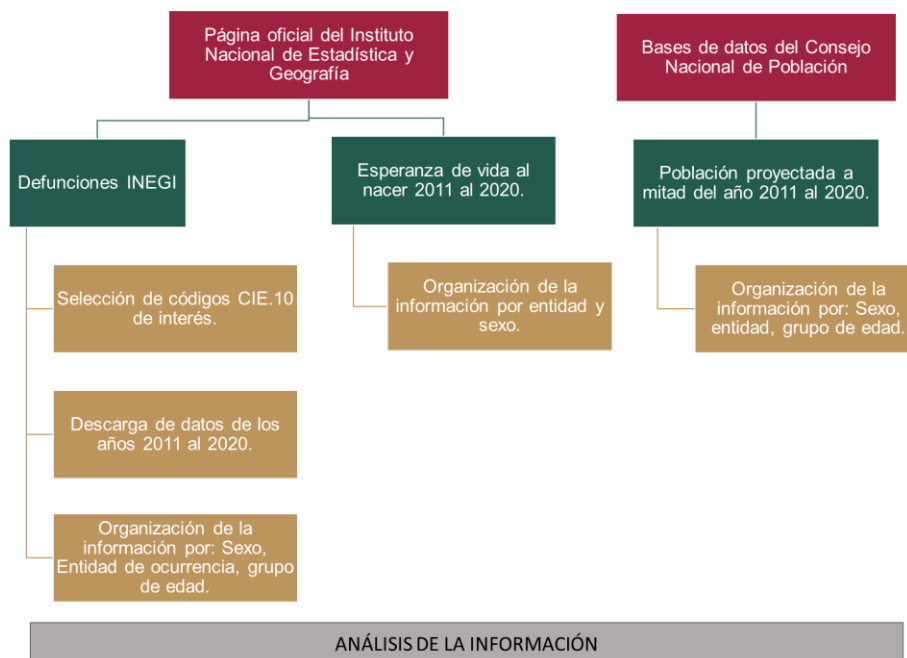 Página oficial del Instituto
Nacional de Estadística y
Geografía
Bases de datos del Consejo
Nacional de Población
Defunciones INEGI
Esperanza de vida al
nacer 2011 al 2020.
Población proyectada a
mitad del año 2011 al 2020.
Selección de códigos CIE.10
de interés.
Organización de la
información por entidad y
sexo.
Organización de la
información por: Sexo,
entidad, grupo de edad.
Descarga de datos de los
años 2011 al 2020.
Organización de la
información por: Sexo,
Entidad de ocurrencia, grupo
de edad.
ANÁLISIS DE LA INFORMACIÓN